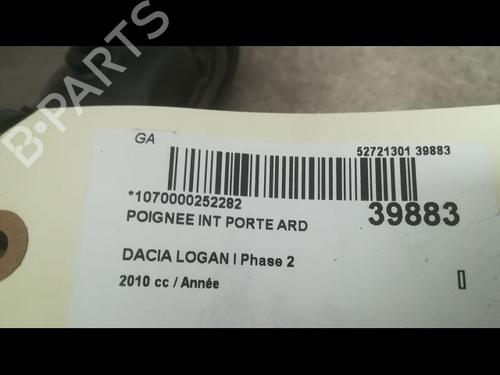 GA
52721301 39883
*1070000252282
39883
POIGNEE INT PORTE ARD
DACIA LOGAN I Phase 2
2010 cc / Année
B-PARTS